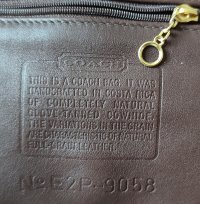 COACH
THIS IS A COACH BAG. IT WAS
HANDCRAFTED IN COSTA RICA
OF COMPLETELY NATURAL
GLOVE-TANNED COWHIDE.
THE VARIATIONS IN THE GRAIN
ARE CHARACTERISTIC OF NATURAL
FULL-GRAIN LEATHER.
No EZP-9058